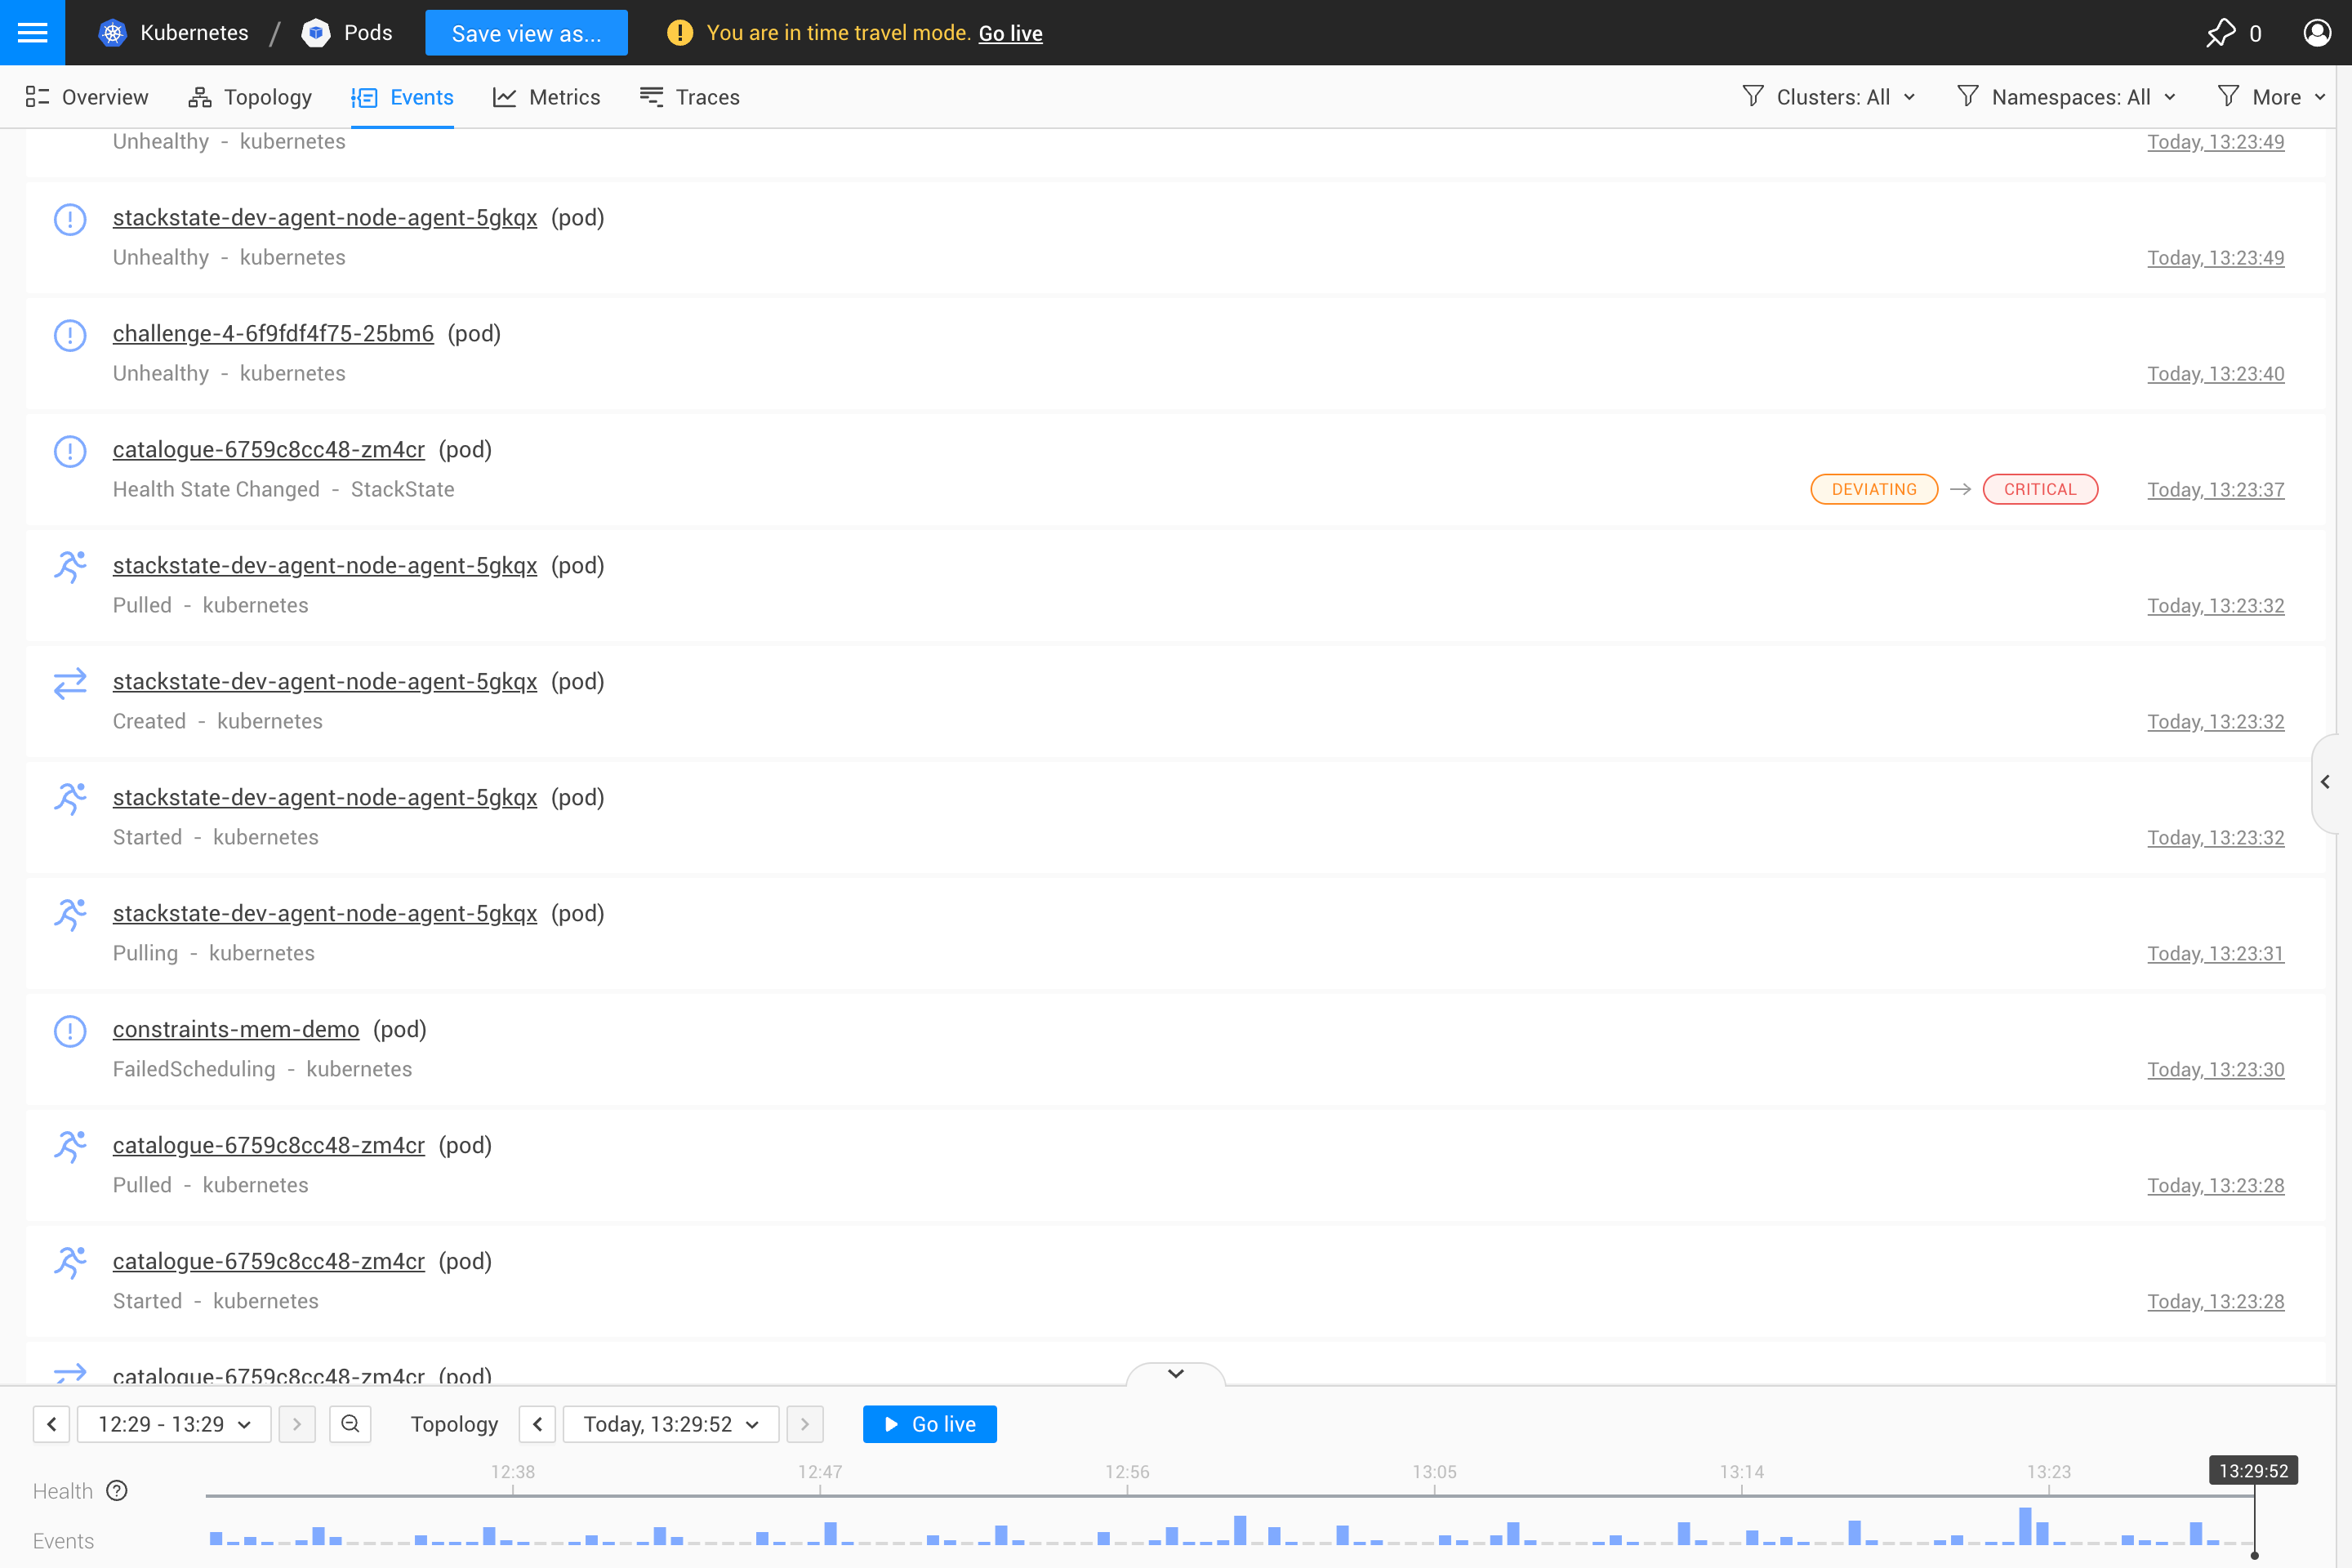 Kubernetes / Pods Save view as... You are in time travel mode. Go live 0
Overview Topology Events Metrics Traces Clusters: All Namespaces: All More
Unhealthy - kubernetes Today, 13:23:49
stackstate-dev-agent-node-agent-5gkqx (pod)
Unhealthy - kubernetes Today, 13:23:49
challenge-4-6f9fdf4f75-25bm6 (pod)
Unhealthy - kubernetes Today, 13:23:40
catalogue-6759c8cc48-zm4cr (pod)
Health State Changed - StackState DEVIATING → CRITICAL Today, 13:23:37
stackstate-dev-agent-node-agent-5gkqx (pod)
Pulled - kubernetes Today, 13:23:32
stackstate-dev-agent-node-agent-5gkqx (pod)
Created - kubernetes Today, 13:23:32
stackstate-dev-agent-node-agent-5gkqx (pod)
Started - kubernetes Today, 13:23:32
stackstate-dev-agent-node-agent-5gkqx (pod)
Pulling - kubernetes Today, 13:23:31
constraints-mem-demo (pod)
FailedScheduling - kubernetes Today, 13:23:30
catalogue-6759c8cc48-zm4cr (pod)
Pulled - kubernetes Today, 13:23:28
catalogue-6759c8cc48-zm4cr (pod)
Started - kubernetes Today, 13:23:28
catalogue-6759c8cc48-zm4cr (pod)
12:29 - 13:29 Topology Today, 13:29:52 Go live
12:38 12:47 12:56 13:05 13:14 13:23 13:29:52
Health
Events